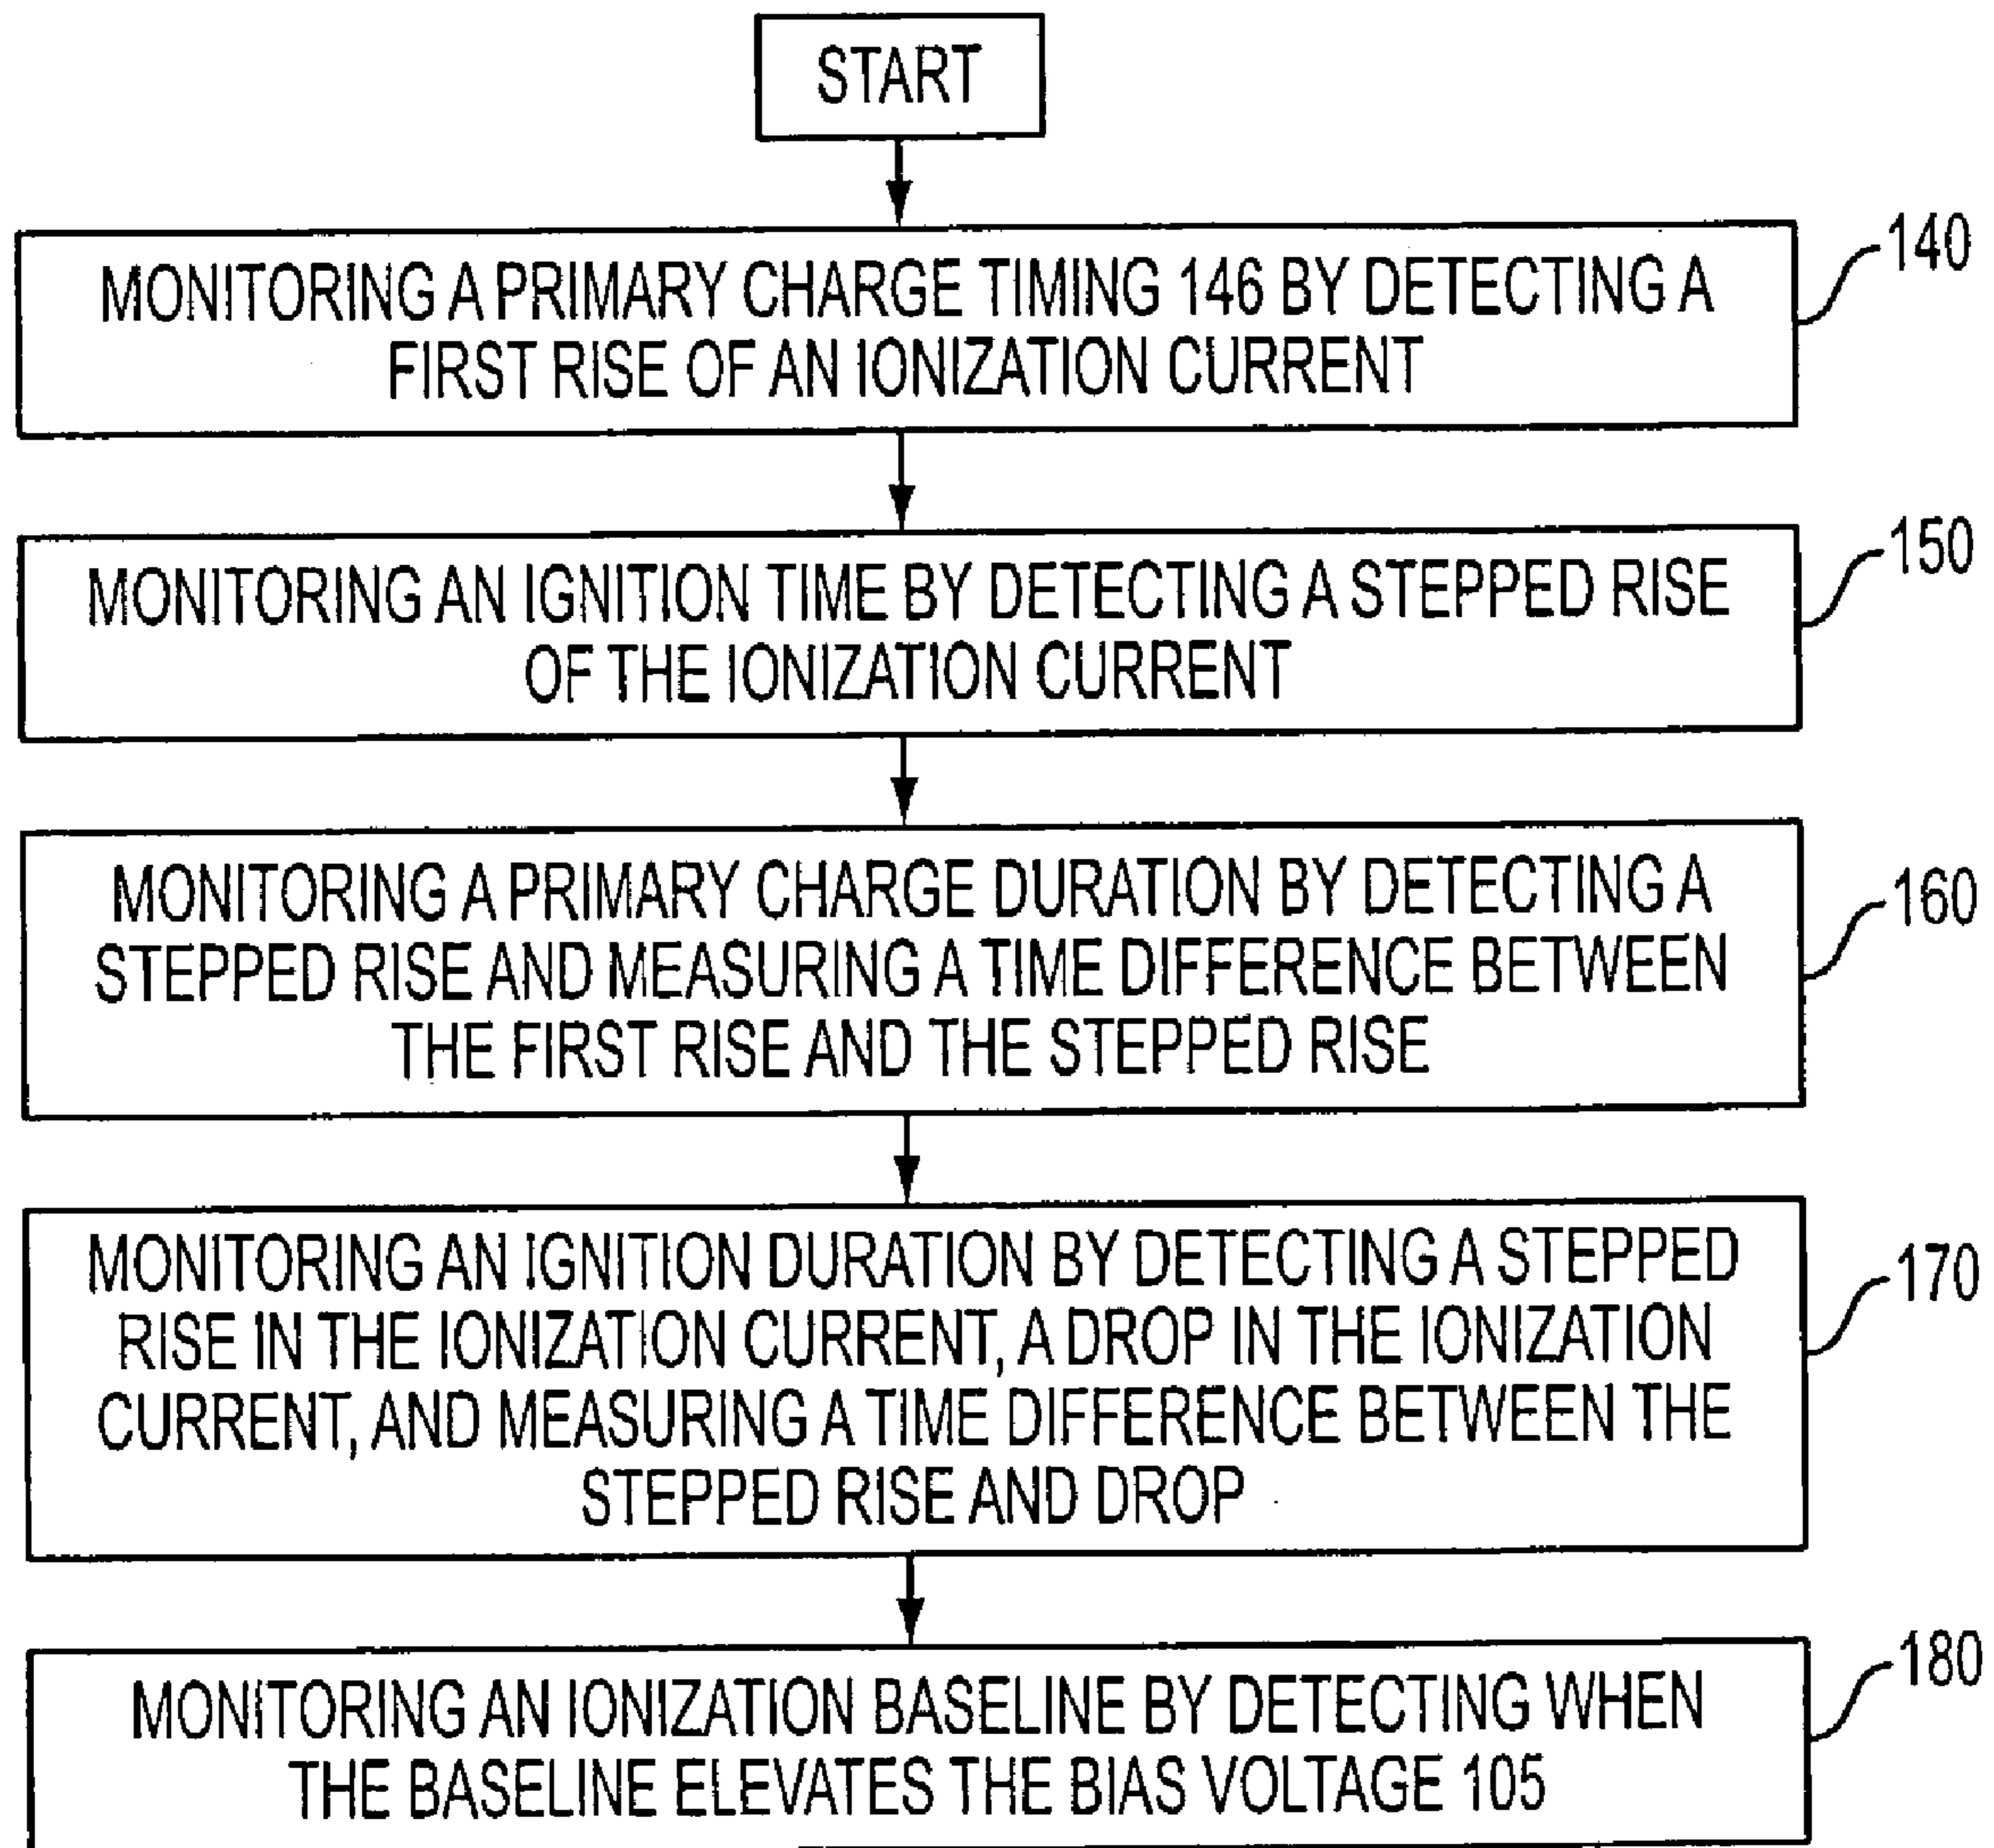 START
MONITORING A PRIMARY CHARGE TIMING 146 BY DETECTING A
FIRST RISE OF AN IONIZATION CURRENT
140
MONITORING AN IGNITION TIME BY DETECTING A STEPPED RISE
OF THE IONIZATION CURRENT
150
MONITORING A PRIMARY CHARGE DURATION BY DETECTING A
STEPPED RISE AND MEASURING A TIME DIFFERENCE BETWEEN
THE FIRST RISE AND THE STEPPED RISE
160
MONITORING AN IGNITION DURATION BY DETECTING A STEPPED
RISE IN THE IONIZATION CURRENT, A DROP IN THE IONIZATION
CURRENT, AND MEASURING A TIME DIFFERENCE BETWEEN THE
STEPPED RISE AND DROP
170
MONITORING AN IONIZATION BASELINE BY DETECTING WHEN
THE BASELINE ELEVATES THE BIAS VOLTAGE 105
180